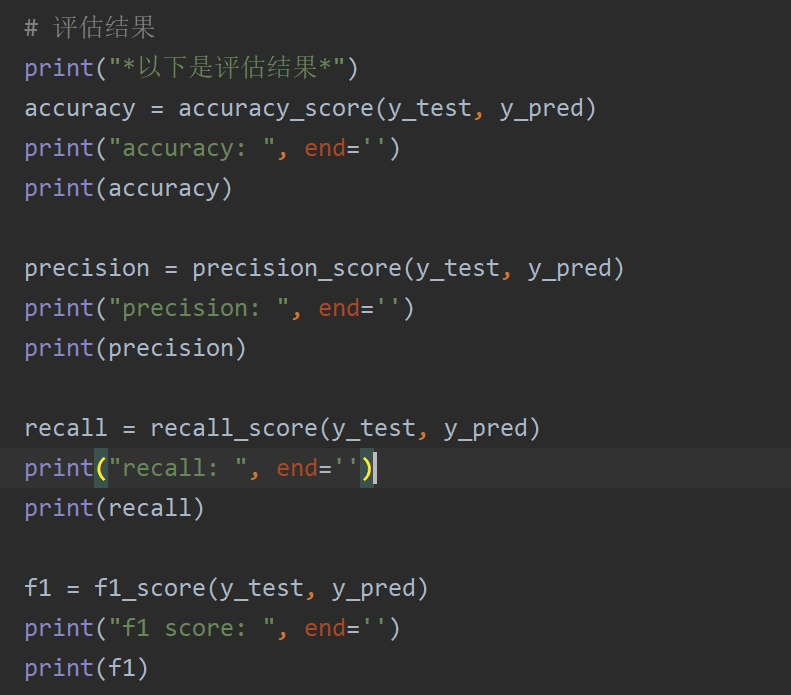 # 评估结果
print("*以下是评估结果*")
accuracy = accuracy_score(y_test, y_pred)
print("accuracy: ", end='')
print(accuracy)
precision = precision_score(y_test, y_pred)
print("precision: ", end='')
print(precision)
recall = recall_score(y_test, y_pred)
print("recall: ", end='')
print(recall)
f1 = f1_score(y_test, y_pred)
print("f1 score: ", end='')
print(f1)